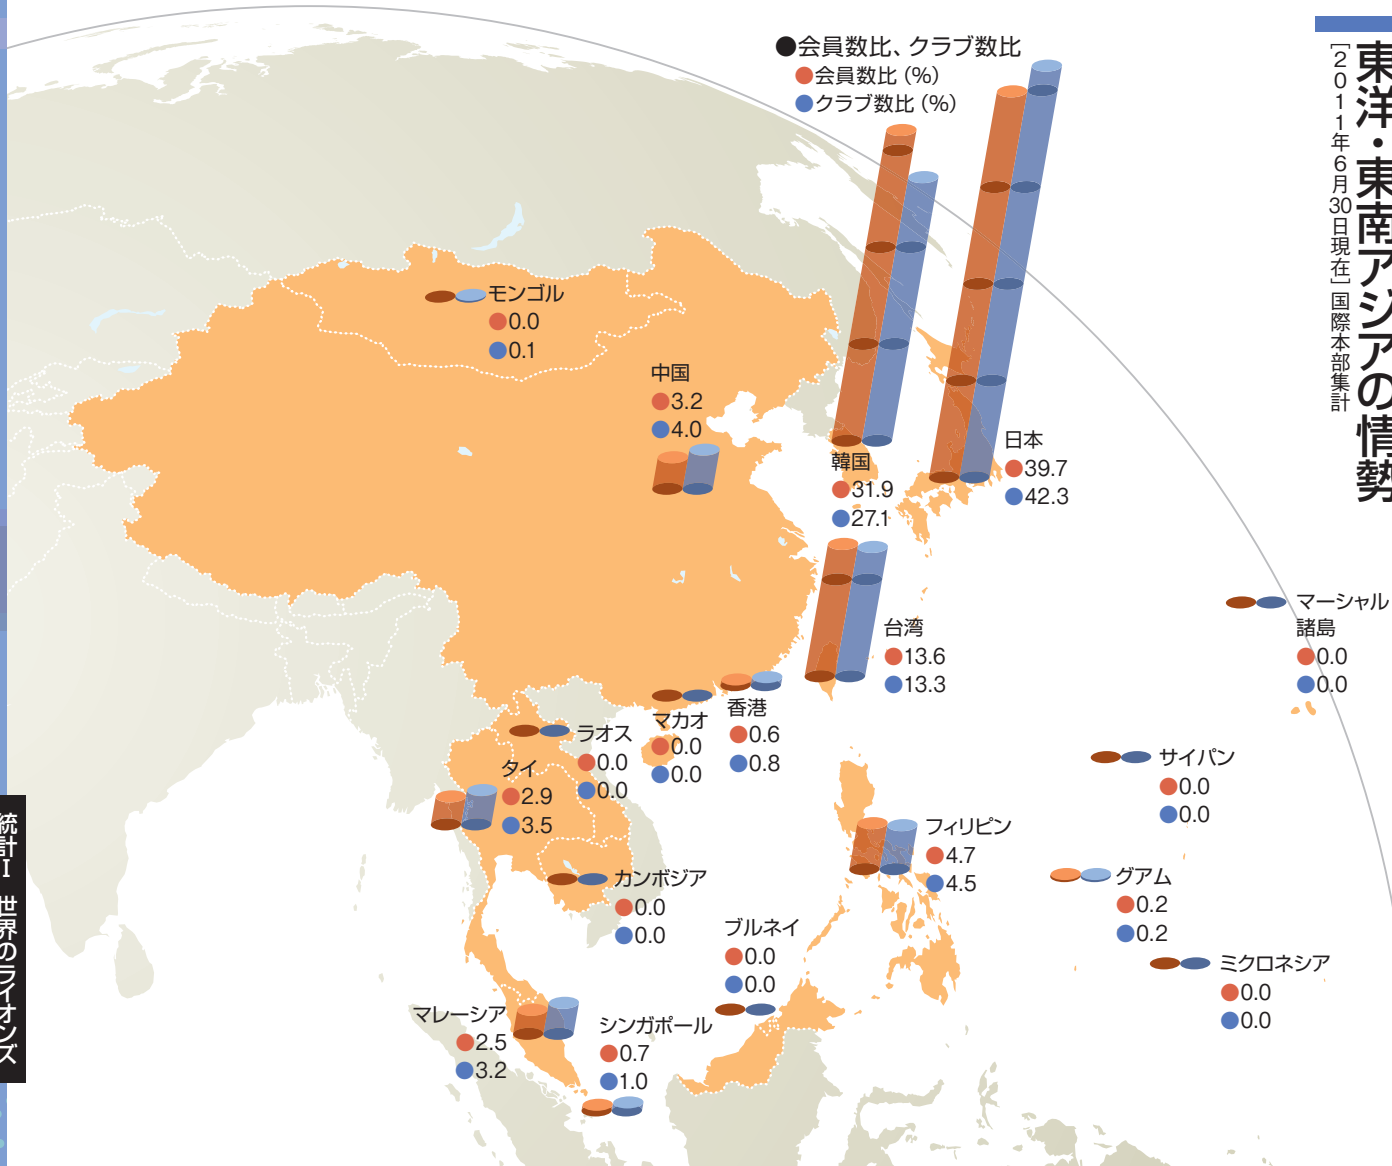 東洋・東南アジアの情勢
［2011年6月30日現在］国際本部集計
●会員数比、クラブ数比
●会員数比（%）
●クラブ数比（%）
モンゴル
●0.0
●0.1
中国
●3.2
●4.0
韓国
●31.9
●27.1
日本
●39.7
●42.3
台湾
●13.6
●13.3
マーシャル
諸島
●0.0
●0.0
香港
●0.6
●0.8
マカオ
●0.0
●0.0
ラオス
●0.0
●0.0
タイ
●2.9
●3.5
サイパン
●0.0
●0.0
フィリピン
●4.7
●4.5
グアム
●0.2
●0.2
カンボジア
●0.0
●0.0
ブルネイ
●0.0
●0.0
ミクロネシア
●0.0
●0.0
マレーシア
●2.5
●3.2
シンガポール
●0.7
●1.0
統計I 世界のライオンズ